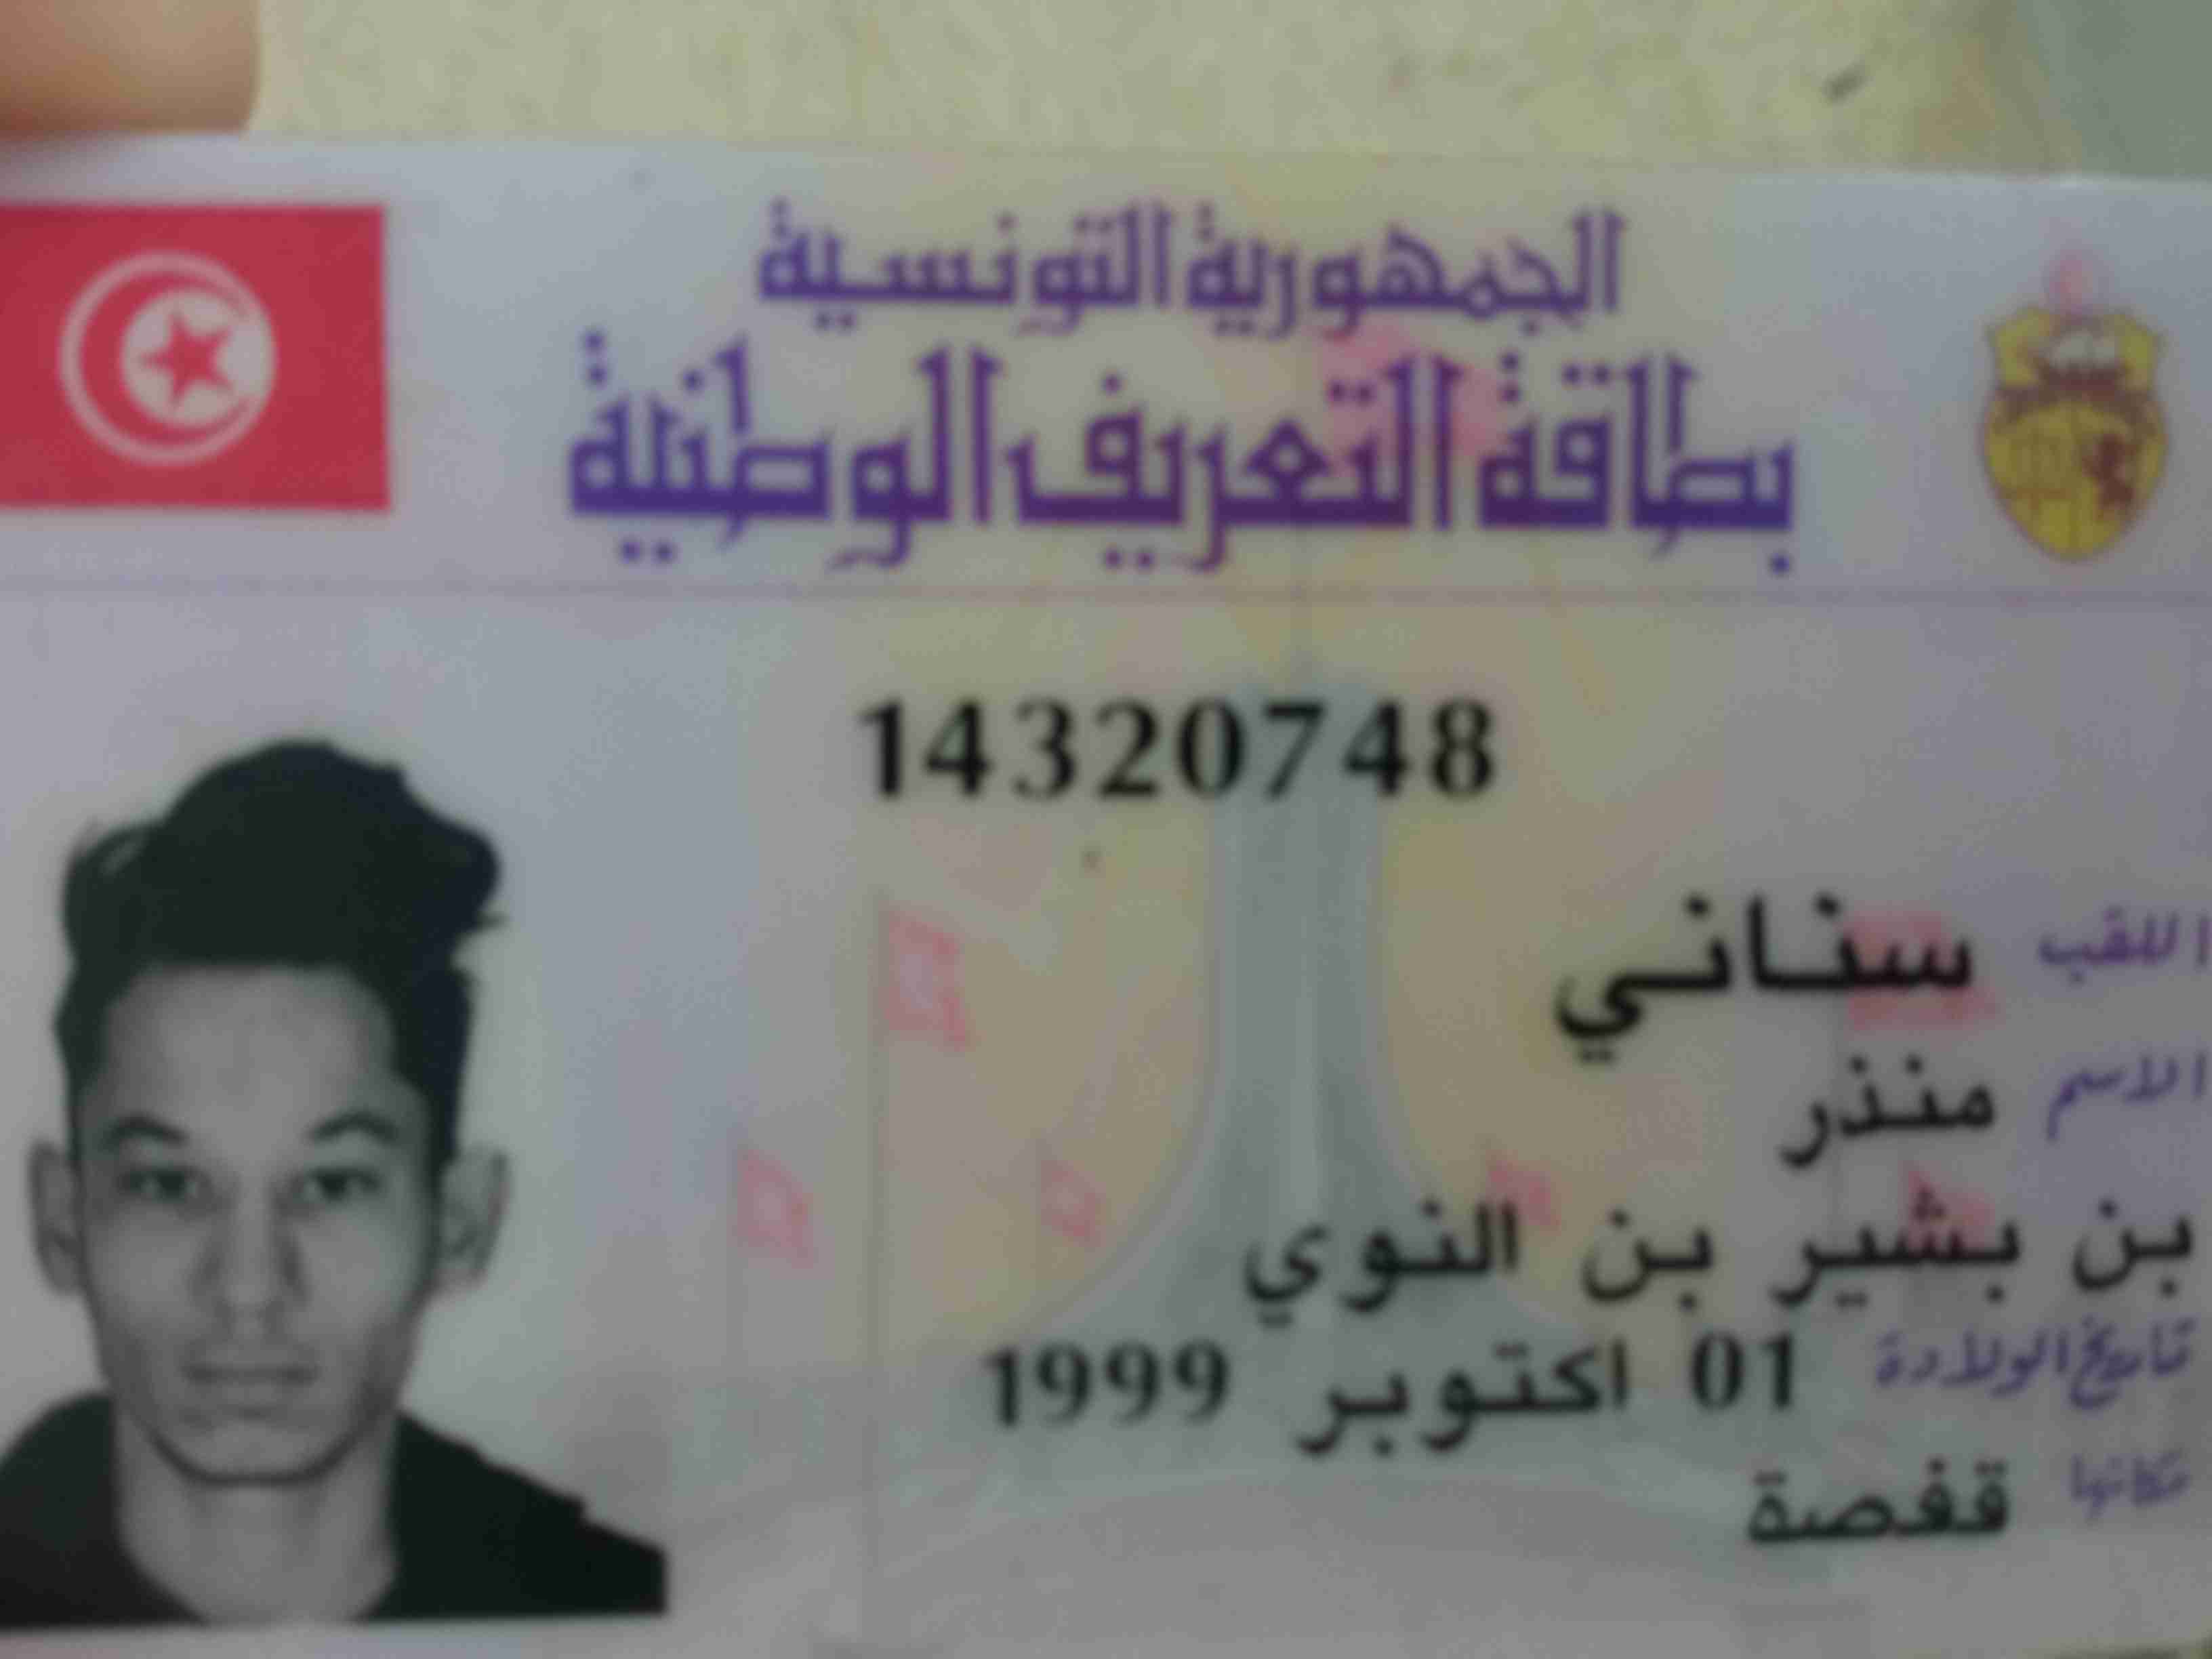 الجمهورية التونسية
بطاقة التعريف الوطنية
14320748
اللقب سناني
الاسم منذر
بن بشير بن النوي
تاريخ الولادة 01 اكتوبر 1999
مكانها قفصة